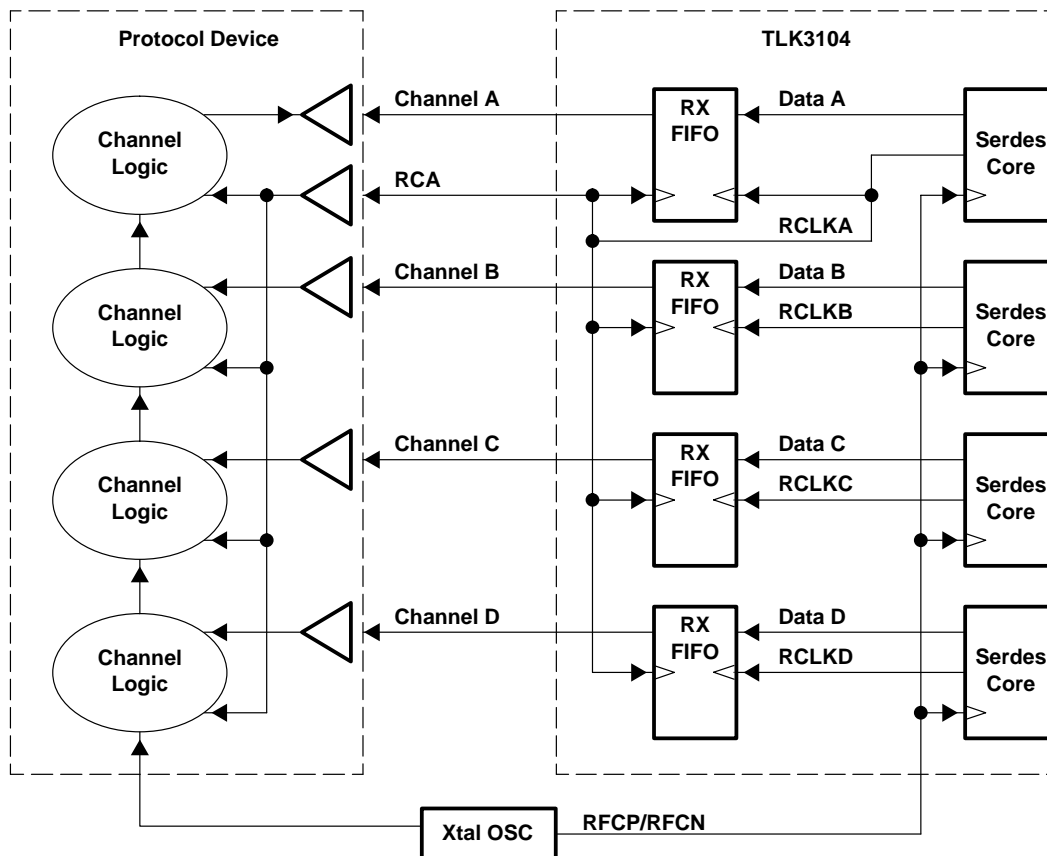 Protocol Device
TLK3104
Channel
Logic
Channel A
RX
FIFO
Data A
Serdes
Core
RCA
RCLKA
Channel
Logic
Channel B
RX
FIFO
Data B
RCLKB
Serdes
Core
Channel
Logic
Channel C
RX
FIFO
Data C
RCLKC
Serdes
Core
Channel
Logic
Channel D
RX
FIFO
Data D
RCLKD
Serdes
Core
Xtal OSC
RFCP/RFCN